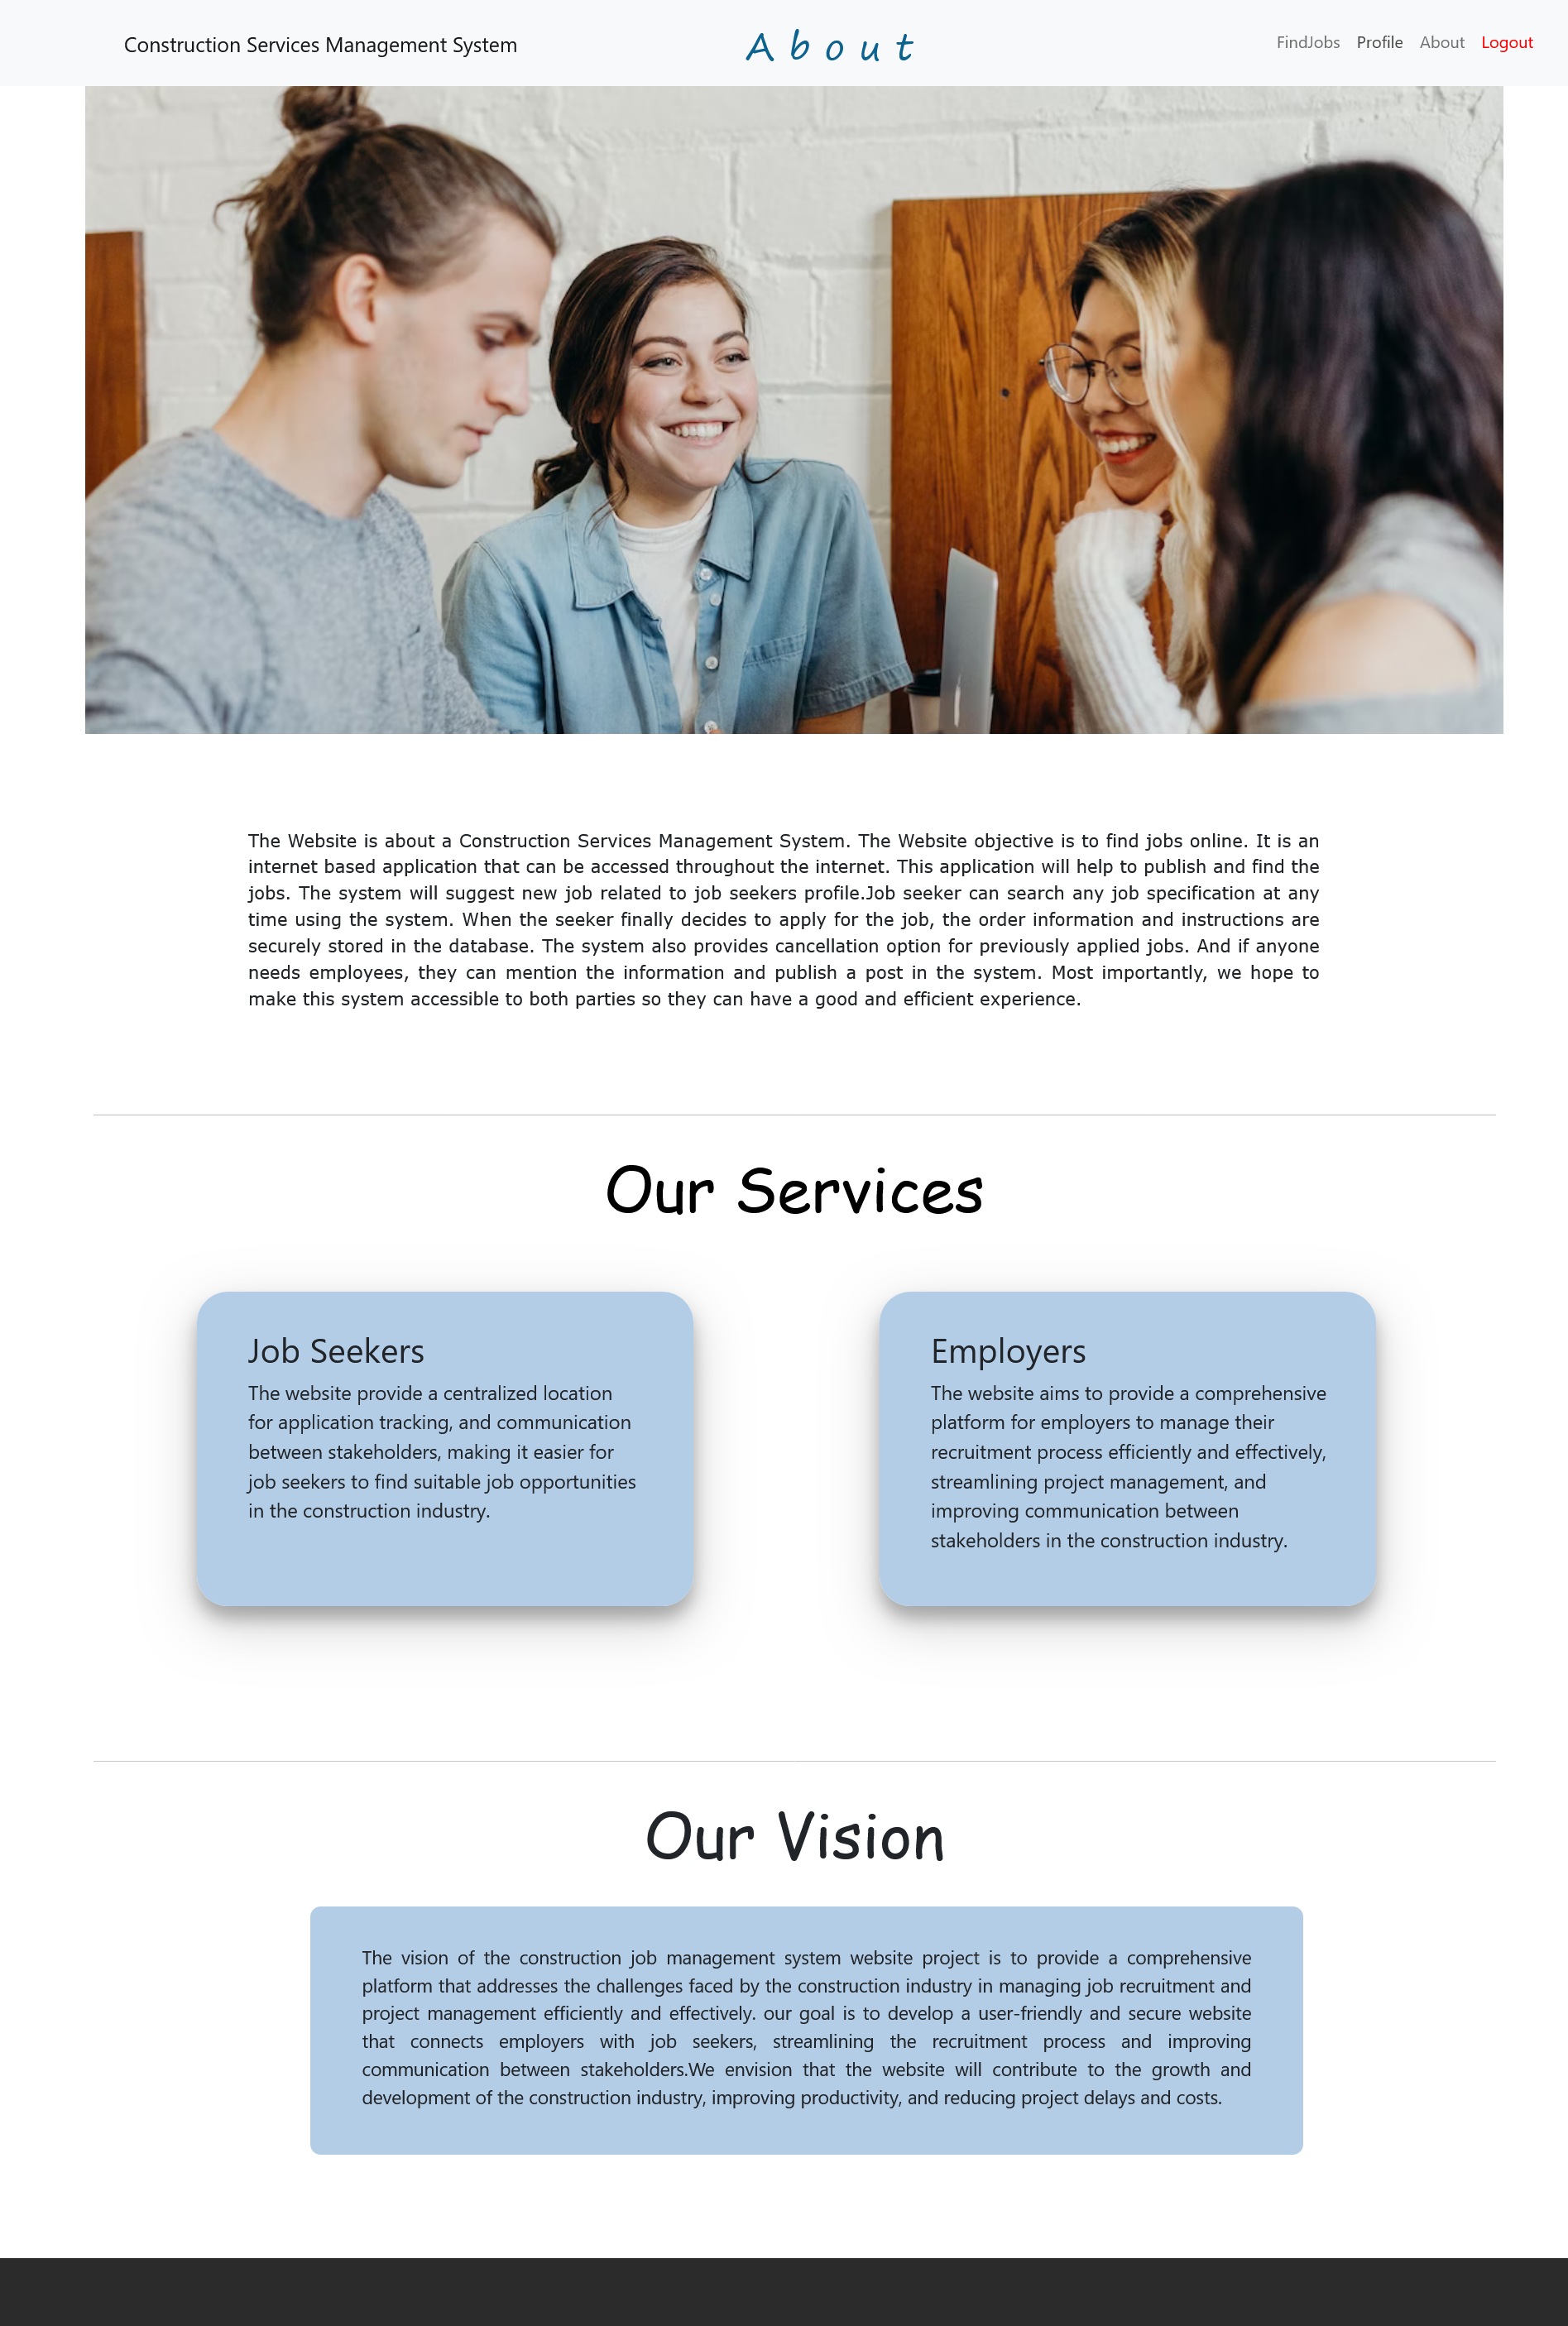 Construction Services Management System
About
FindJobs Profile About Logout
The Website is about a Construction Services Management System. The Website objective is to find jobs online. It is an
internet based application that can be accessed throughout the internet. This application will help to publish and find the
jobs. The system will suggest new job related to job seekers profile.Job seeker can search any job specification at any
time using the system. When the seeker finally decides to apply for the job, the order information and instructions are
securely stored in the database. The system also provides cancellation option for previously applied jobs. And if anyone
needs employees, they can mention the information and publish a post in the system. Most importantly, we hope to
make this system accessible to both parties so they can have a good and efficient experience.
Our Services
Job Seekers
The website provide a centralized location
for application tracking, and communication
between stakeholders, making it easier for
job seekers to find suitable job opportunities
in the construction industry.
Employers
The website aims to provide a comprehensive
platform for employers to manage their
recruitment process efficiently and effectively,
streamlining project management, and
improving communication between
stakeholders in the construction industry.
Our Vision
The vision of the construction job management system website project is to provide a comprehensive
platform that addresses the challenges faced by the construction industry in managing job recruitment and
project management efficiently and effectively. our goal is to develop a user-friendly and secure website
that connects employers with job seekers, streamlining the recruitment process and improving
communication between stakeholders.We envision that the website will contribute to the growth and
development of the construction industry, improving productivity, and reducing project delays and costs.